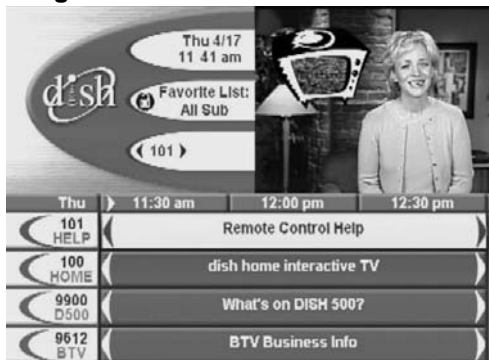 Thu 4/17
11 41 am
dish
Favorite List:
All Sub
101
Thu 11:30 am 12:00 pm 12:30 pm
101
HELP
Remote Control Help
100
HOME
dish home interactive TV
9900
D500
What's on DISH 500?
9612
BTV
BTV Business Info